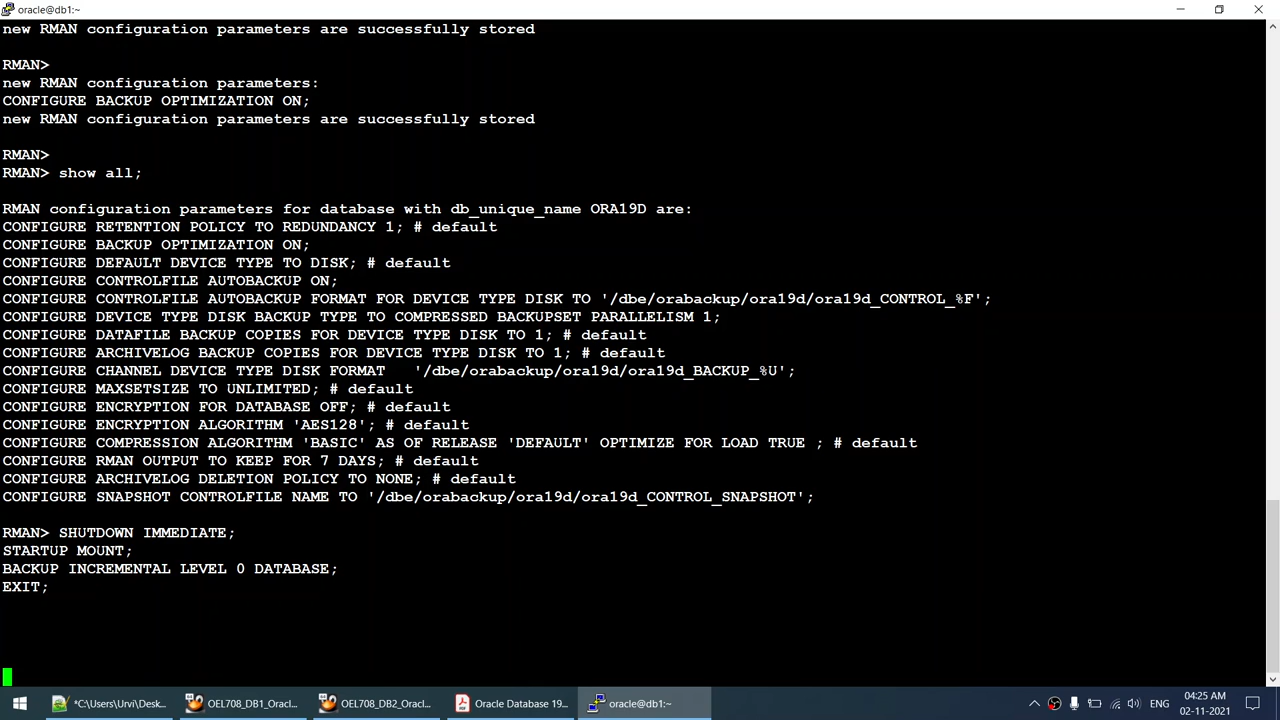 oracle@db1:~
new RMAN configuration parameters are successfully stored
RMAN>
new RMAN configuration parameters:
CONFIGURE BACKUP OPTIMIZATION ON;
new RMAN configuration parameters are successfully stored
RMAN>
RMAN> show all;
RMAN configuration parameters for database with db_unique_name ORA19D are:
CONFIGURE RETENTION POLICY TO REDUNDANCY 1; # default
CONFIGURE BACKUP OPTIMIZATION ON;
CONFIGURE DEFAULT DEVICE TYPE TO DISK; # default
CONFIGURE CONTROLFILE AUTOBACKUP ON;
CONFIGURE CONTROLFILE AUTOBACKUP FORMAT FOR DEVICE TYPE DISK TO '/dbe/orabackup/ora19d/ora19d_CONTROL_%F';
CONFIGURE DEVICE TYPE DISK BACKUP TYPE TO COMPRESSED BACKUPSET PARALLELISM 1;
CONFIGURE DATAFILE BACKUP COPIES FOR DEVICE TYPE DISK TO 1; # default
CONFIGURE ARCHIVELOG BACKUP COPIES FOR DEVICE TYPE DISK TO 1; # default
CONFIGURE CHANNEL DEVICE TYPE DISK FORMAT   '/dbe/orabackup/ora19d/ora19d_BACKUP_%U';
CONFIGURE MAXSETSIZE TO UNLIMITED; # default
CONFIGURE ENCRYPTION FOR DATABASE OFF; # default
CONFIGURE ENCRYPTION ALGORITHM 'AES128'; # default
CONFIGURE COMPRESSION ALGORITHM 'BASIC' AS OF RELEASE 'DEFAULT' OPTIMIZE FOR LOAD TRUE ; # default
CONFIGURE RMAN OUTPUT TO KEEP FOR 7 DAYS; # default
CONFIGURE ARCHIVELOG DELETION POLICY TO NONE; # default
CONFIGURE SNAPSHOT CONTROLFILE NAME TO '/dbe/orabackup/ora19d/ora19d_CONTROL_SNAPSHOT';
RMAN> SHUTDOWN IMMEDIATE;
STARTUP MOUNT;
BACKUP INCREMENTAL LEVEL 0 DATABASE;
EXIT;
*C:\Users\Urvi\Desk... OEL708_DB1_Oracl... OEL708_DB2_Oracl... Oracle Database 19... oracle@db1:~ ENG 04:25 AM
02-11-2021